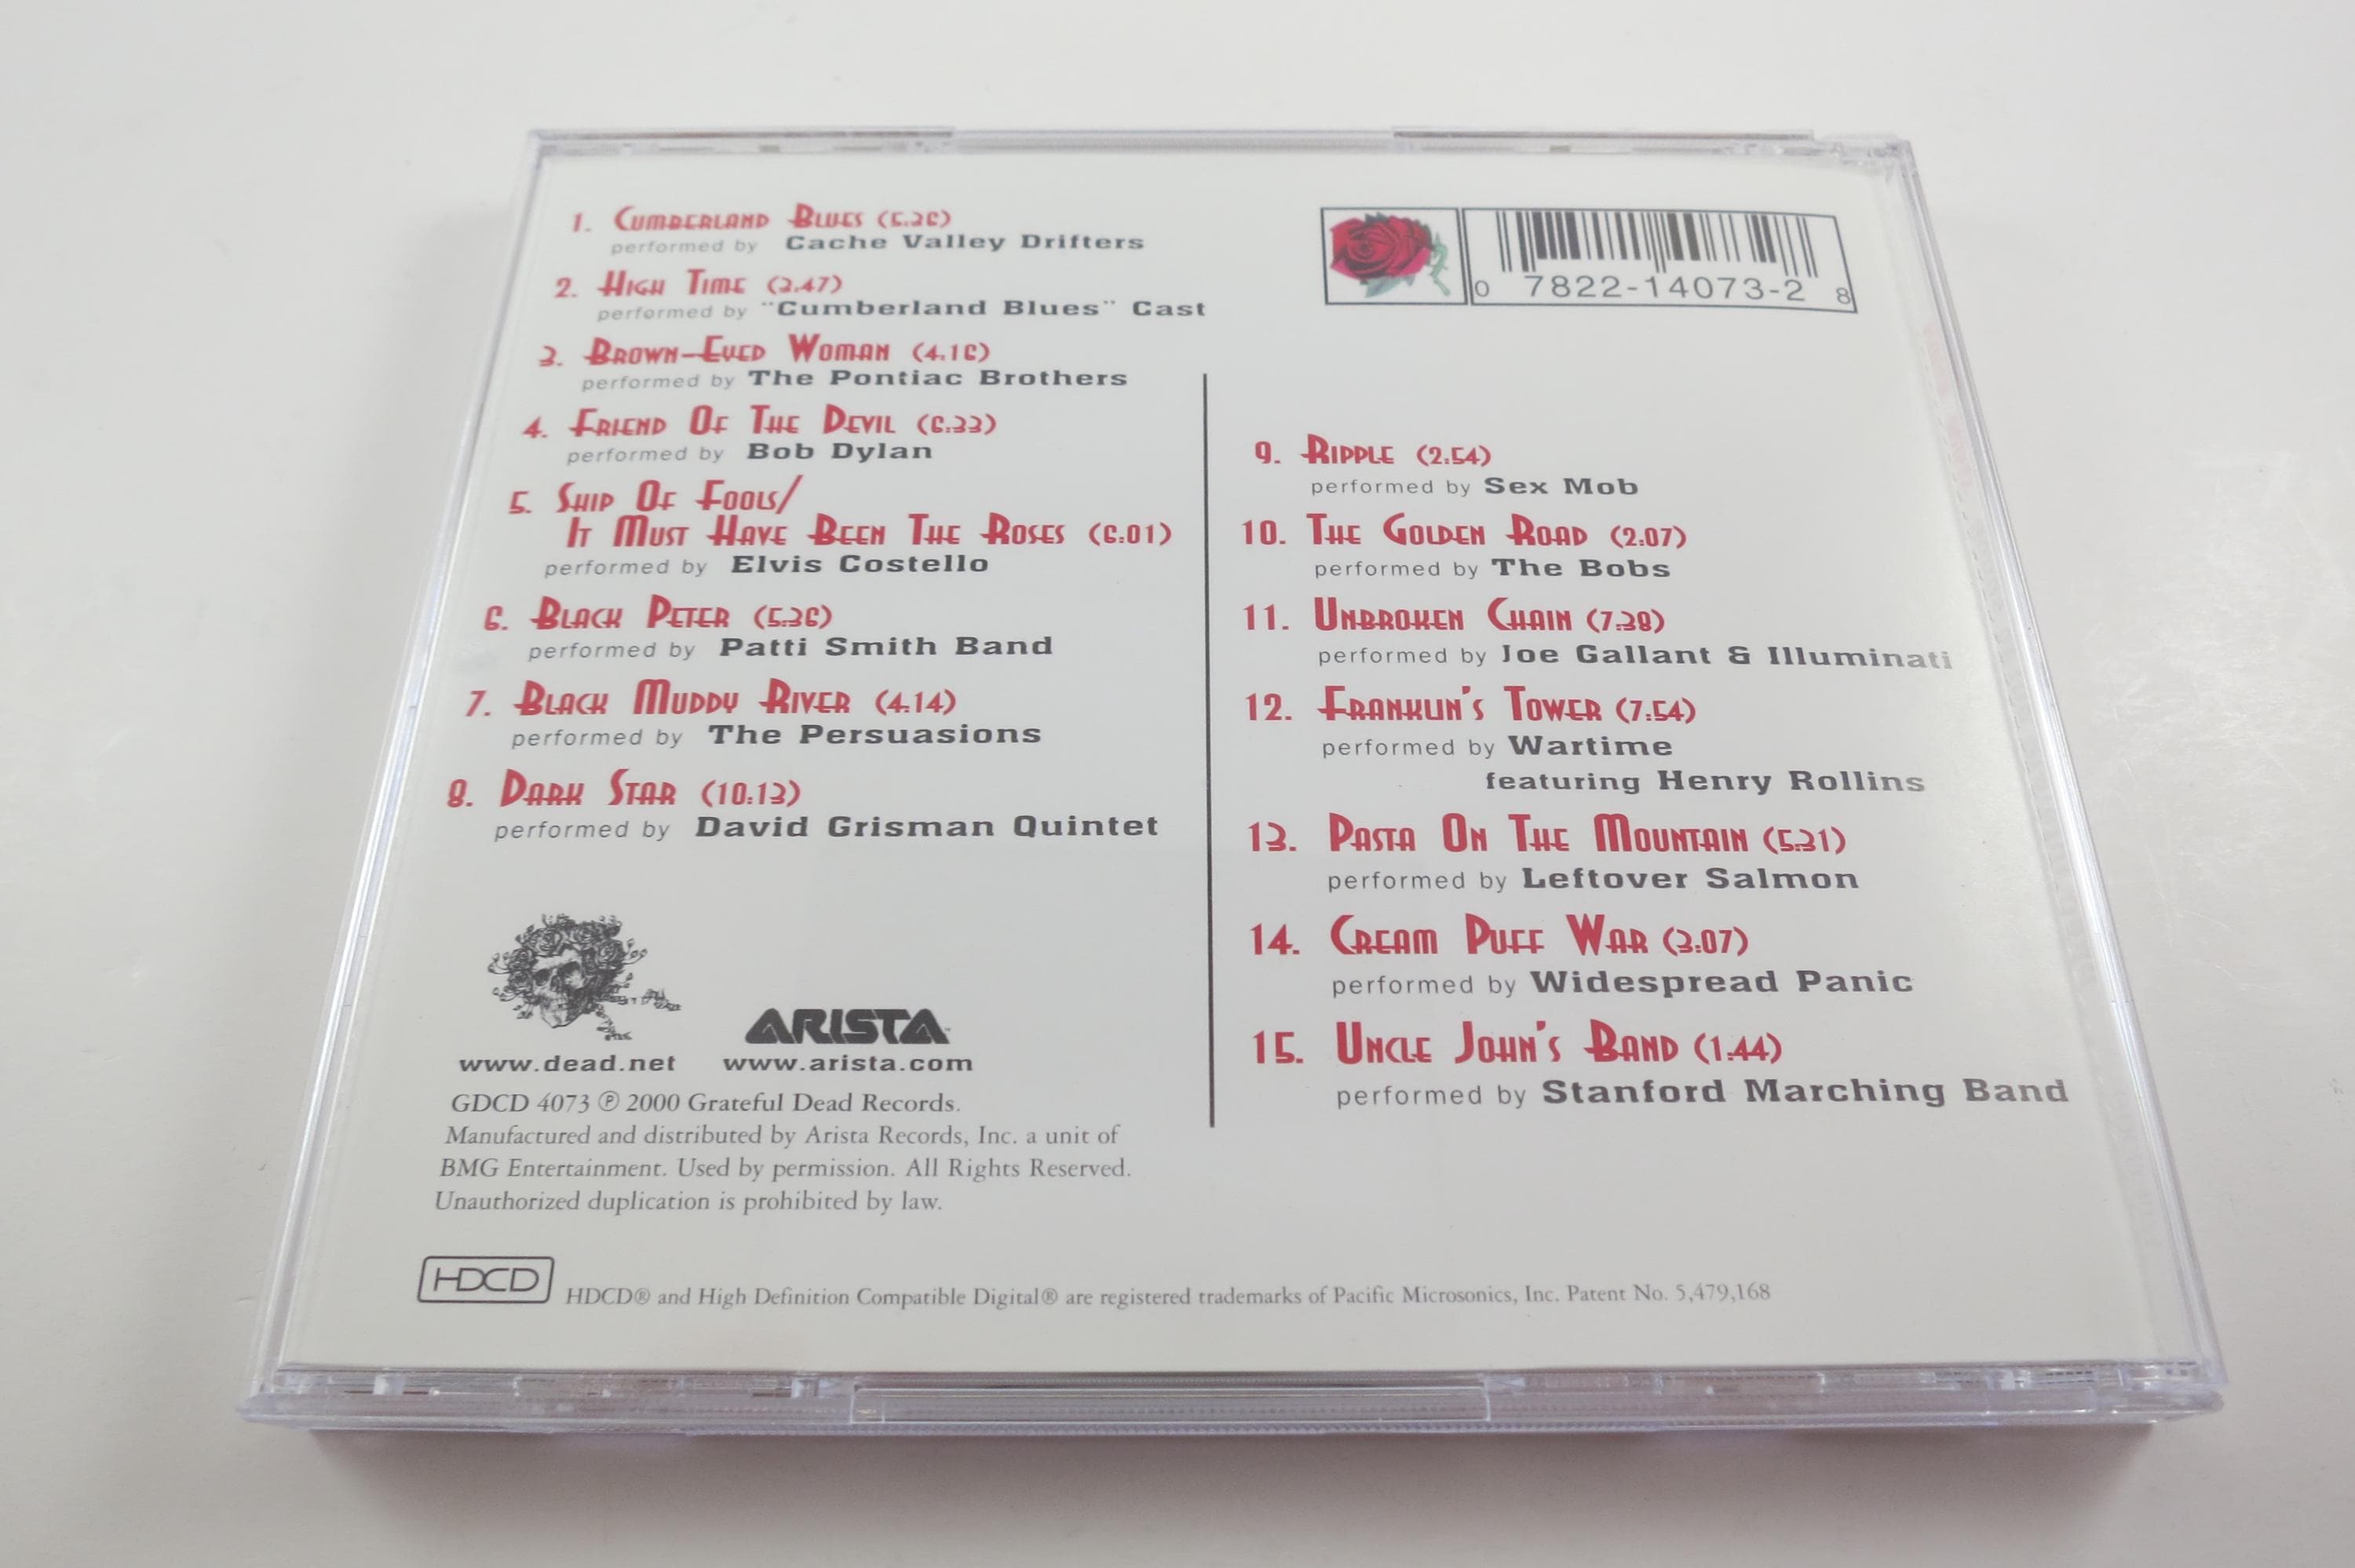 1. Cumberland Blues (5:36)
performed by Cache Valley Drifters
2. High Time (3:47)
performed by "Cumberland Blues" Cast
3. Brown-Eyed Woman (4:16)
performed by The Pontiac Brothers
4. Friend Of The Devil (6:33)
performed by Bob Dylan
5. Ship Of Fools/
It Must Have Been The Roses (6:01)
performed by Elvis Costello
6. Black Peter (5:36)
performed by Patti Smith Band
7. Black Muddy River (4:14)
performed by The Persuasions
8. Dark Star (10:13)
performed by David Grisman Quintet
ARISTA
www.dead.net www.arista.com
GDCD 4073 ℗ 2000 Grateful Dead Records.
Manufactured and distributed by Arista Records, Inc. a unit of
BMG Entertainment. Used by permission. All Rights Reserved.
Unauthorized duplication is prohibited by law.
0 7822-14073-2 8
9. Ripple (2:54)
performed by Sex Mob
10. The Golden Road (2:07)
performed by The Bobs
11. Unbroken Chain (7:38)
performed by Joe Gallant & Illuminati
12. Franklin's Tower (7:54)
performed by Wartime
featuring Henry Rollins
13. Pasta On The Mountain (5:31)
performed by Leftover Salmon
14. Cream Puff War (3:07)
performed by Widespread Panic
15. Uncle John's Band (1:44)
performed by Stanford Marching Band
HDCD HDCD® and High Definition Compatible Digital® are registered trademarks of Pacific Microsonics, Inc. Patent No. 5,479,168